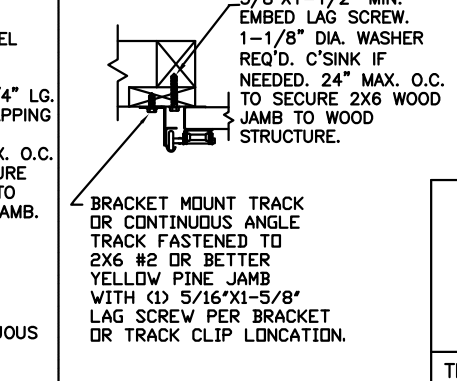 EL
/4" LG.
APPING
X. O.C.
URE
TO
AMB.
UOUS
5/8"X1-1/2" MIN.
EMBED LAG SCREW.
1-1/8" DIA. WASHER
REQ'D. C'SINK IF
NEEDED. 24" MAX. O.C.
TO SECURE 2X6 WOOD
JAMB TO WOOD
STRUCTURE.
BRACKET MOUNT TRACK
OR CONTINUOUS ANGLE
TRACK FASTENED TO
2X6 #2 OR BETTER
YELLOW PINE JAMB
WITH (1) 5/16"X1-5/8"
LAG SCREW PER BRACKET
OR TRACK CLIP LONCATION.